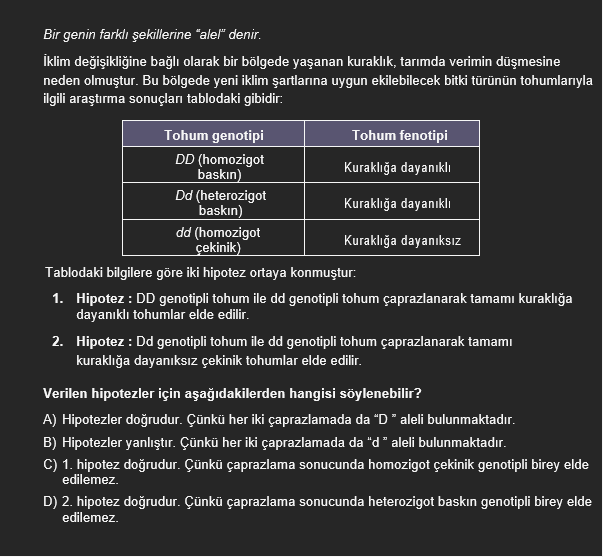 Bir genin farklı şekillerine “alel” denir.
İklim değişikliğine bağlı olarak bir bölgede yaşanan kuraklık, tarımda verimin düşmesine
neden olmuştur. Bu bölgede yeni iklim şartlarına uygun ekilebilecek bitki türünün tohumlarıyla
ilgili araştırma sonuçları tablodaki gibidir:
Tohum genotipi Tohum fenotipi
DD (homozigot
baskın) Kuraklığa dayanıklı
Dd (heterozigot
baskın) Kuraklığa dayanıklı
dd (homozigot
çekinik) Kuraklığa dayanıksız
Tablodaki bilgilere göre iki hipotez ortaya konmuştur:
1. Hipotez : DD genotipli tohum ile dd genotipli tohum çaprazlanarak tamamı kuraklığa
dayanıklı tohumlar elde edilir.
2. Hipotez : Dd genotipli tohum ile dd genotipli tohum çaprazlanarak tamamı
kuraklığa dayanıksız çekinik tohumlar elde edilir.
Verilen hipotezler için aşağıdakilerden hangisi söylenebilir?
A) Hipotezler doğrudur. Çünkü her iki çaprazlamada da “D ” aleli bulunmaktadır.
B) Hipotezler yanlıştır. Çünkü her iki çaprazlamada da “d ” aleli bulunmaktadır.
C) 1. hipotez doğrudur. Çünkü çaprazlama sonucunda homozigot çekinik genotipli birey elde
edilemez.
D) 2. hipotez doğrudur. Çünkü çaprazlama sonucunda heterozigot baskın genotipli birey elde
edilemez.